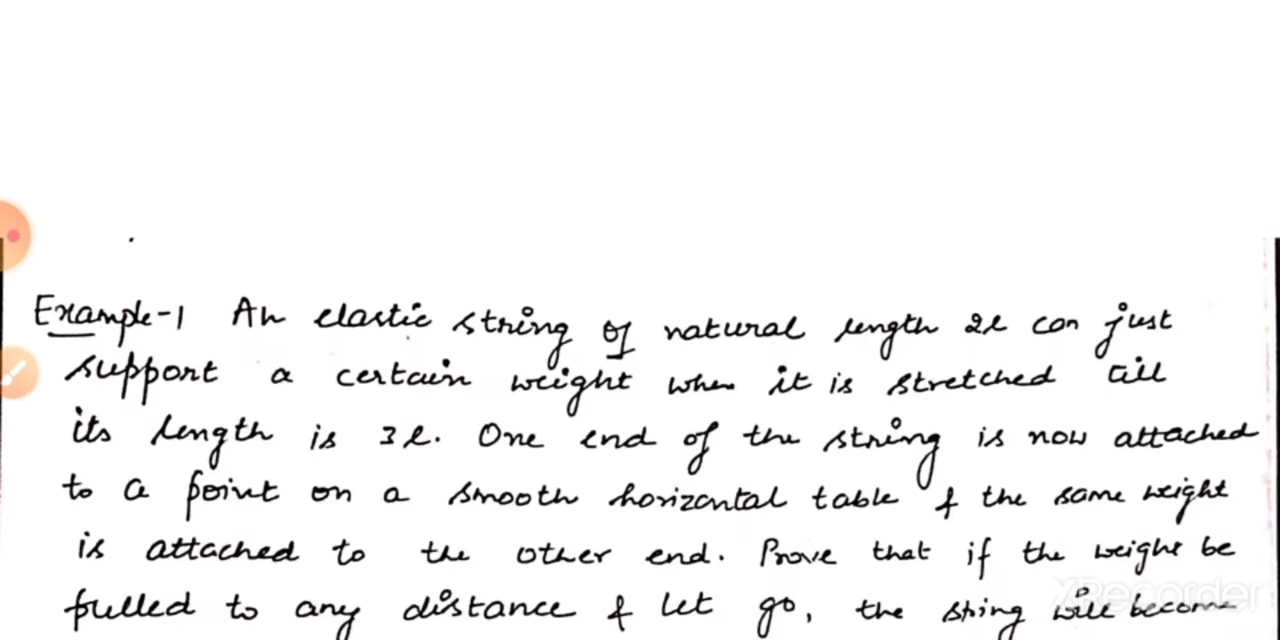 Example-1 An elastic string of natural length 2l can just
support a certain weight when it is stretched till
its length is 3l. One end of the string is now attached
to a point on a smooth horizontal table & the same weight
is attached to the other end. Prove that if the weight be
pulled to any distance & let go, the string will become
XRecorder